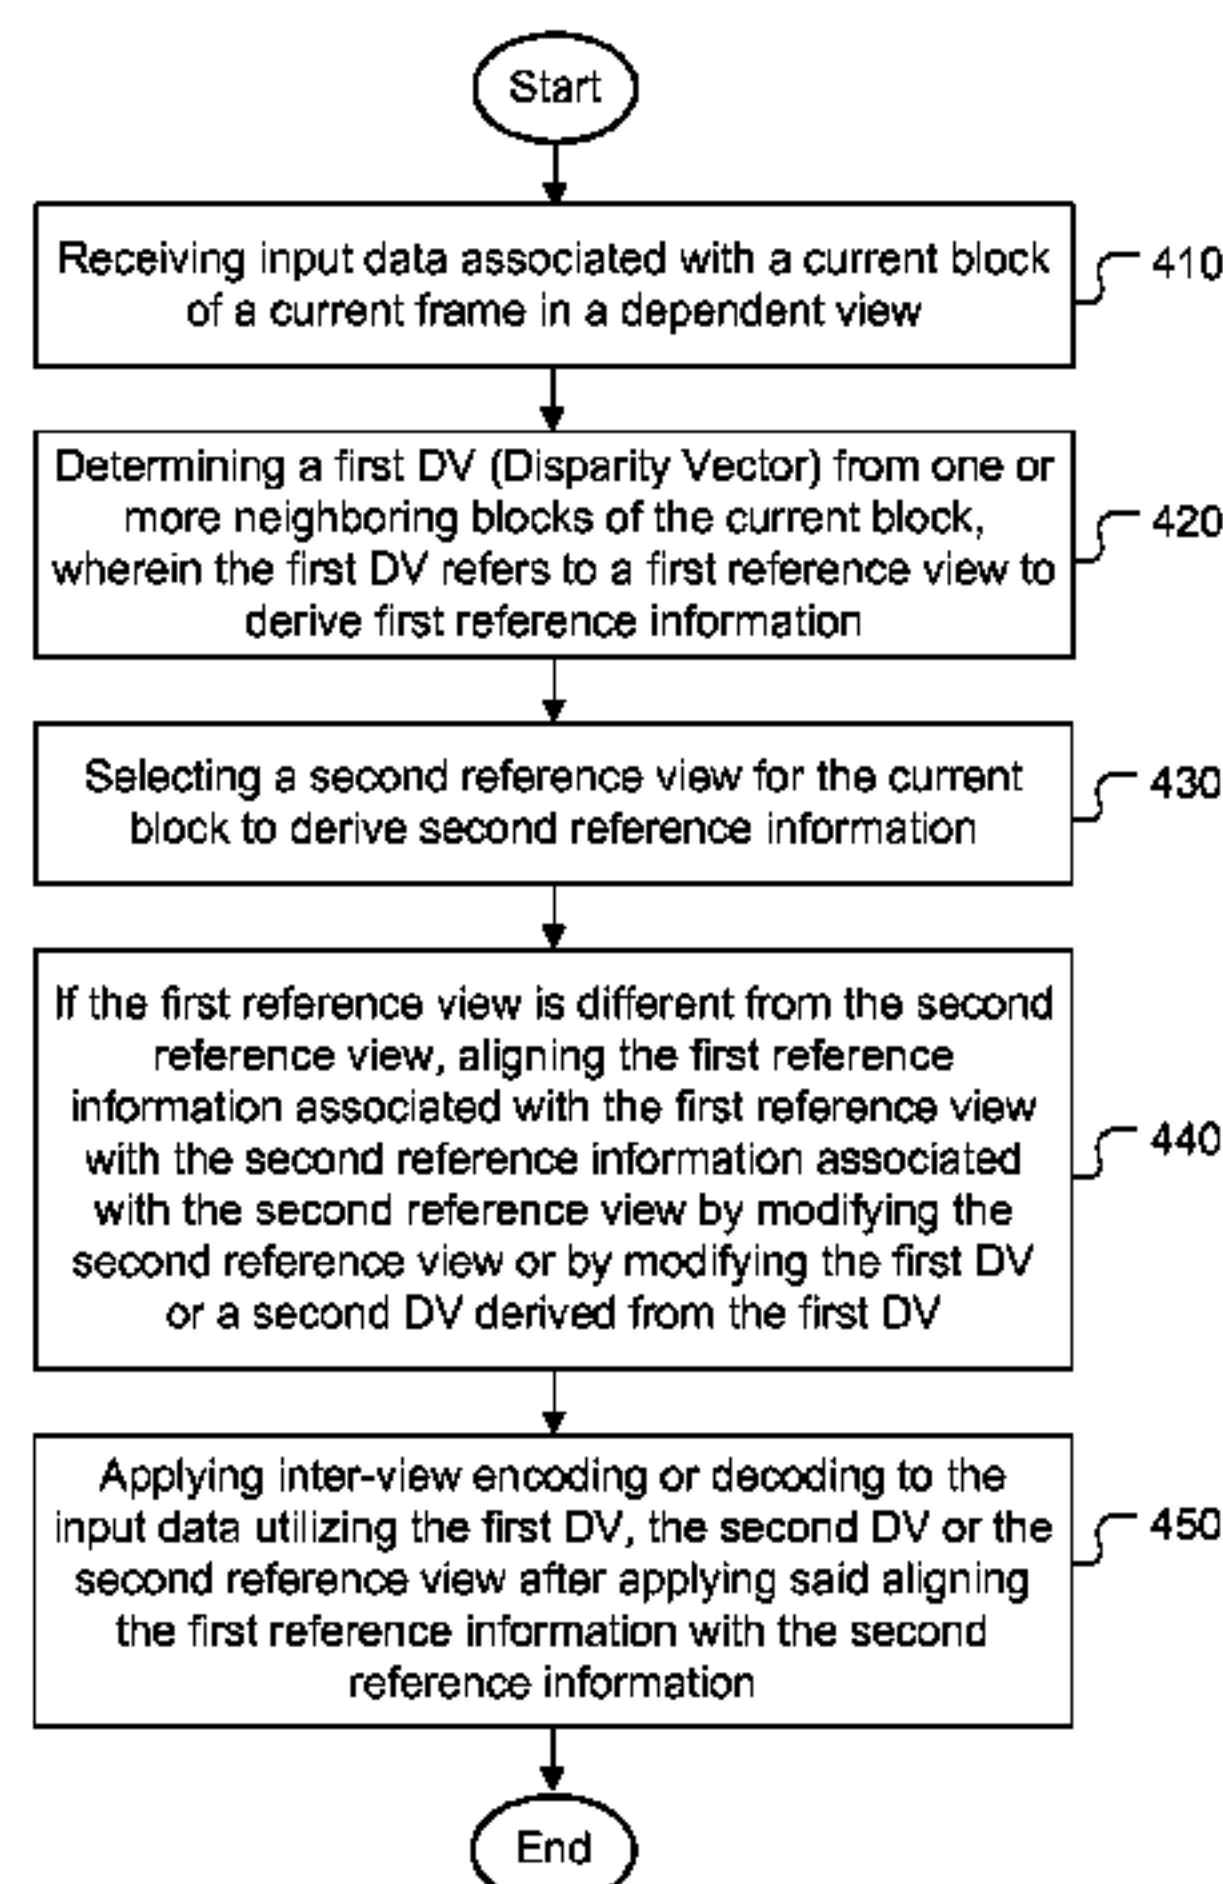 Start
Receiving input data associated with a current block
of a current frame in a dependent view
410
Determining a first DV (Disparity Vector) from one or
more neighboring blocks of the current block,
wherein the first DV refers to a first reference view to
derive first reference information
420
Selecting a second reference view for the current
block to derive second reference information
430
If the first reference view is different from the second
reference view, aligning the first reference
information associated with the first reference view
with the second reference information associated
with the second reference view by modifying the
second reference view or by modifying the first DV
or a second DV derived from the first DV
440
Applying inter-view encoding or decoding to the
input data utilizing the first DV, the second DV or the
second reference view after applying said aligning
the first reference information with the second
reference information
450
End